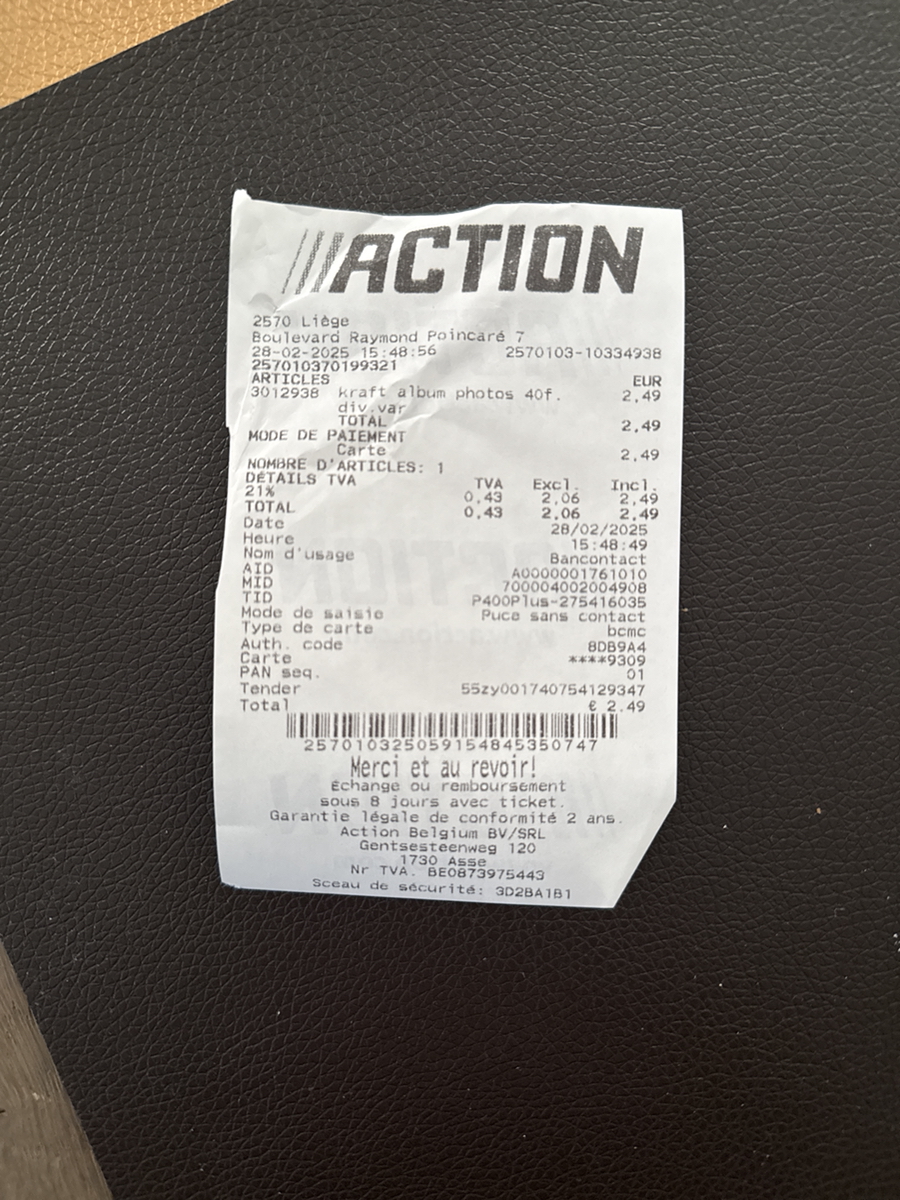 ACTION
2570 Liège
Boulevard Raymond Poincaré 7
28-02-2025 15:48:56 2570103-10334938
257010370199321
ARTICLES EUR
3012938 kraft album photos 40f. 2,49
div.var
TOTAL 2,49
MODE DE PAIEMENT
Carte 2,49
NOMBRE D'ARTICLES: 1
DÉTAILS TVA TVA Excl. Incl.
21% 0,43 2,06 2,49
TOTAL 0,43 2,06 2,49
Date 28/02/2025
Heure 15:48:49
Nom d'usage Bancontact
AID A0000001761010
MID 700004002004908
TID P400Plus-275416035
Mode de saisie Puce sans contact
Type de carte bcmc
Auth. code 8DB9A4
Carte ****9309
PAN seq. 01
Tender 55zy001740754129347
Total € 2.49
2570103250591548453507​47
Merci et au revoir!
Échange ou remboursement
sous 8 jours avec ticket.
Garantie légale de conformité 2 ans.
Action Belgium BV/SRL
Gentsesteenweg 120
1730 Asse
Nr TVA. BE0873975443
Sceau de sécurité: 3D2BA1B1